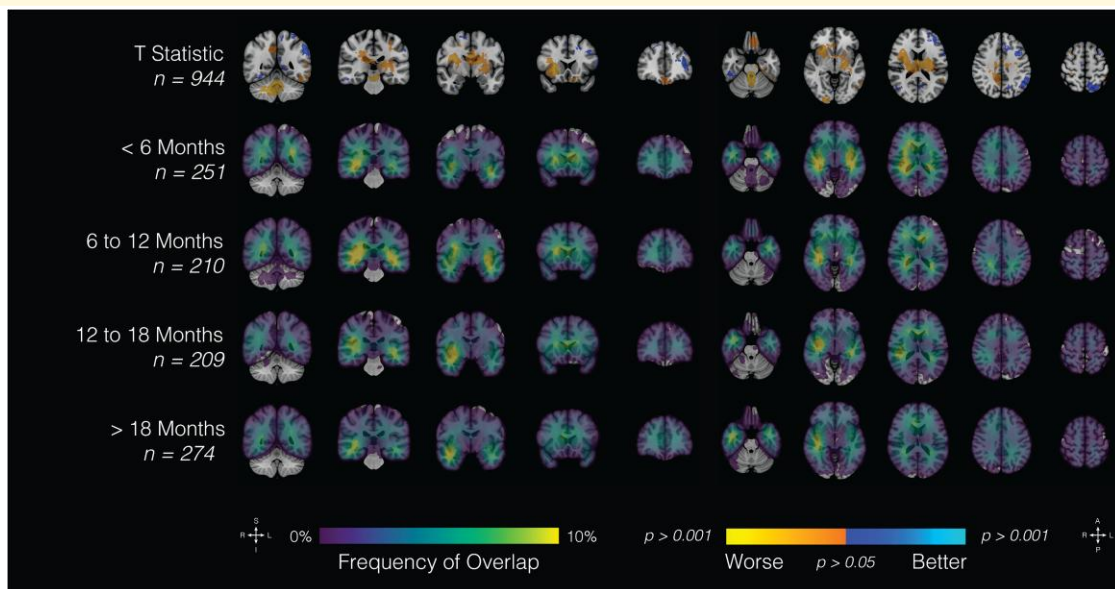 T Statistic
n = 944
< 6 Months
n = 251
6 to 12 Months
n = 210
12 to 18 Months
n = 209
> 18 Months
n = 274
S
R L
I
0%
10%
Frequency of Overlap
p > 0.001
Worse
p > 0.05
Better
p > 0.001
A
R L
P